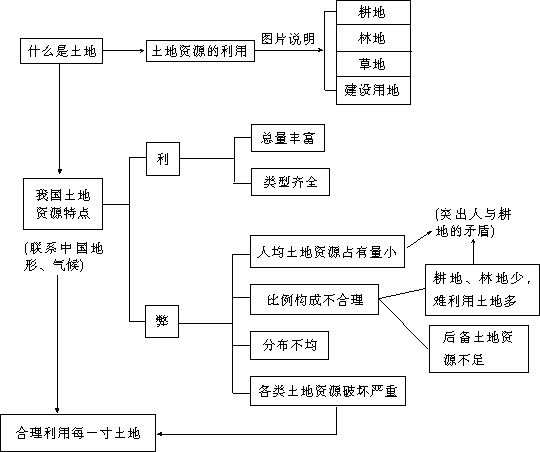 什么是土地
土地资源的利用
图片说明
耕地
林地
草地
建设用地
我国土地
资源特点
(联系中国地
形、气候)
利
总量丰富
类型齐全
弊
人均土地资源占有量小
(突出人与耕
地的矛盾)
比例构成不合理
耕地、林地少,
难利用土地多
后备土地资
源不足
分布不均
各类土地资源破坏严重
合理利用每一寸土地